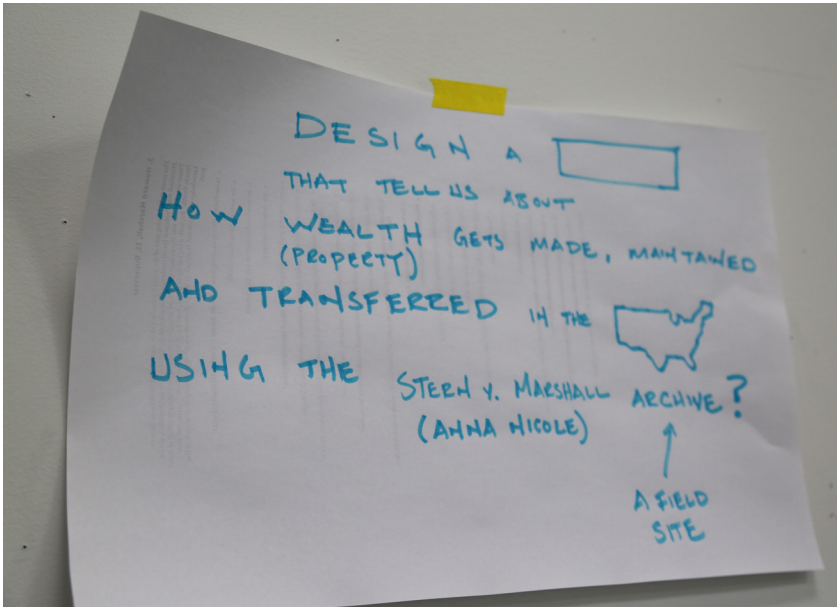 DESIGN A
THAT TELL US ABOUT
HOW WEALTH GETS MADE, MAINTAINED
(PROPERTY)
AND TRANSFERRED IN THE
USING THE STERN V. MARSHALL ARCHIVE?
(ANNA NICOLE)
A FIELD
SITE